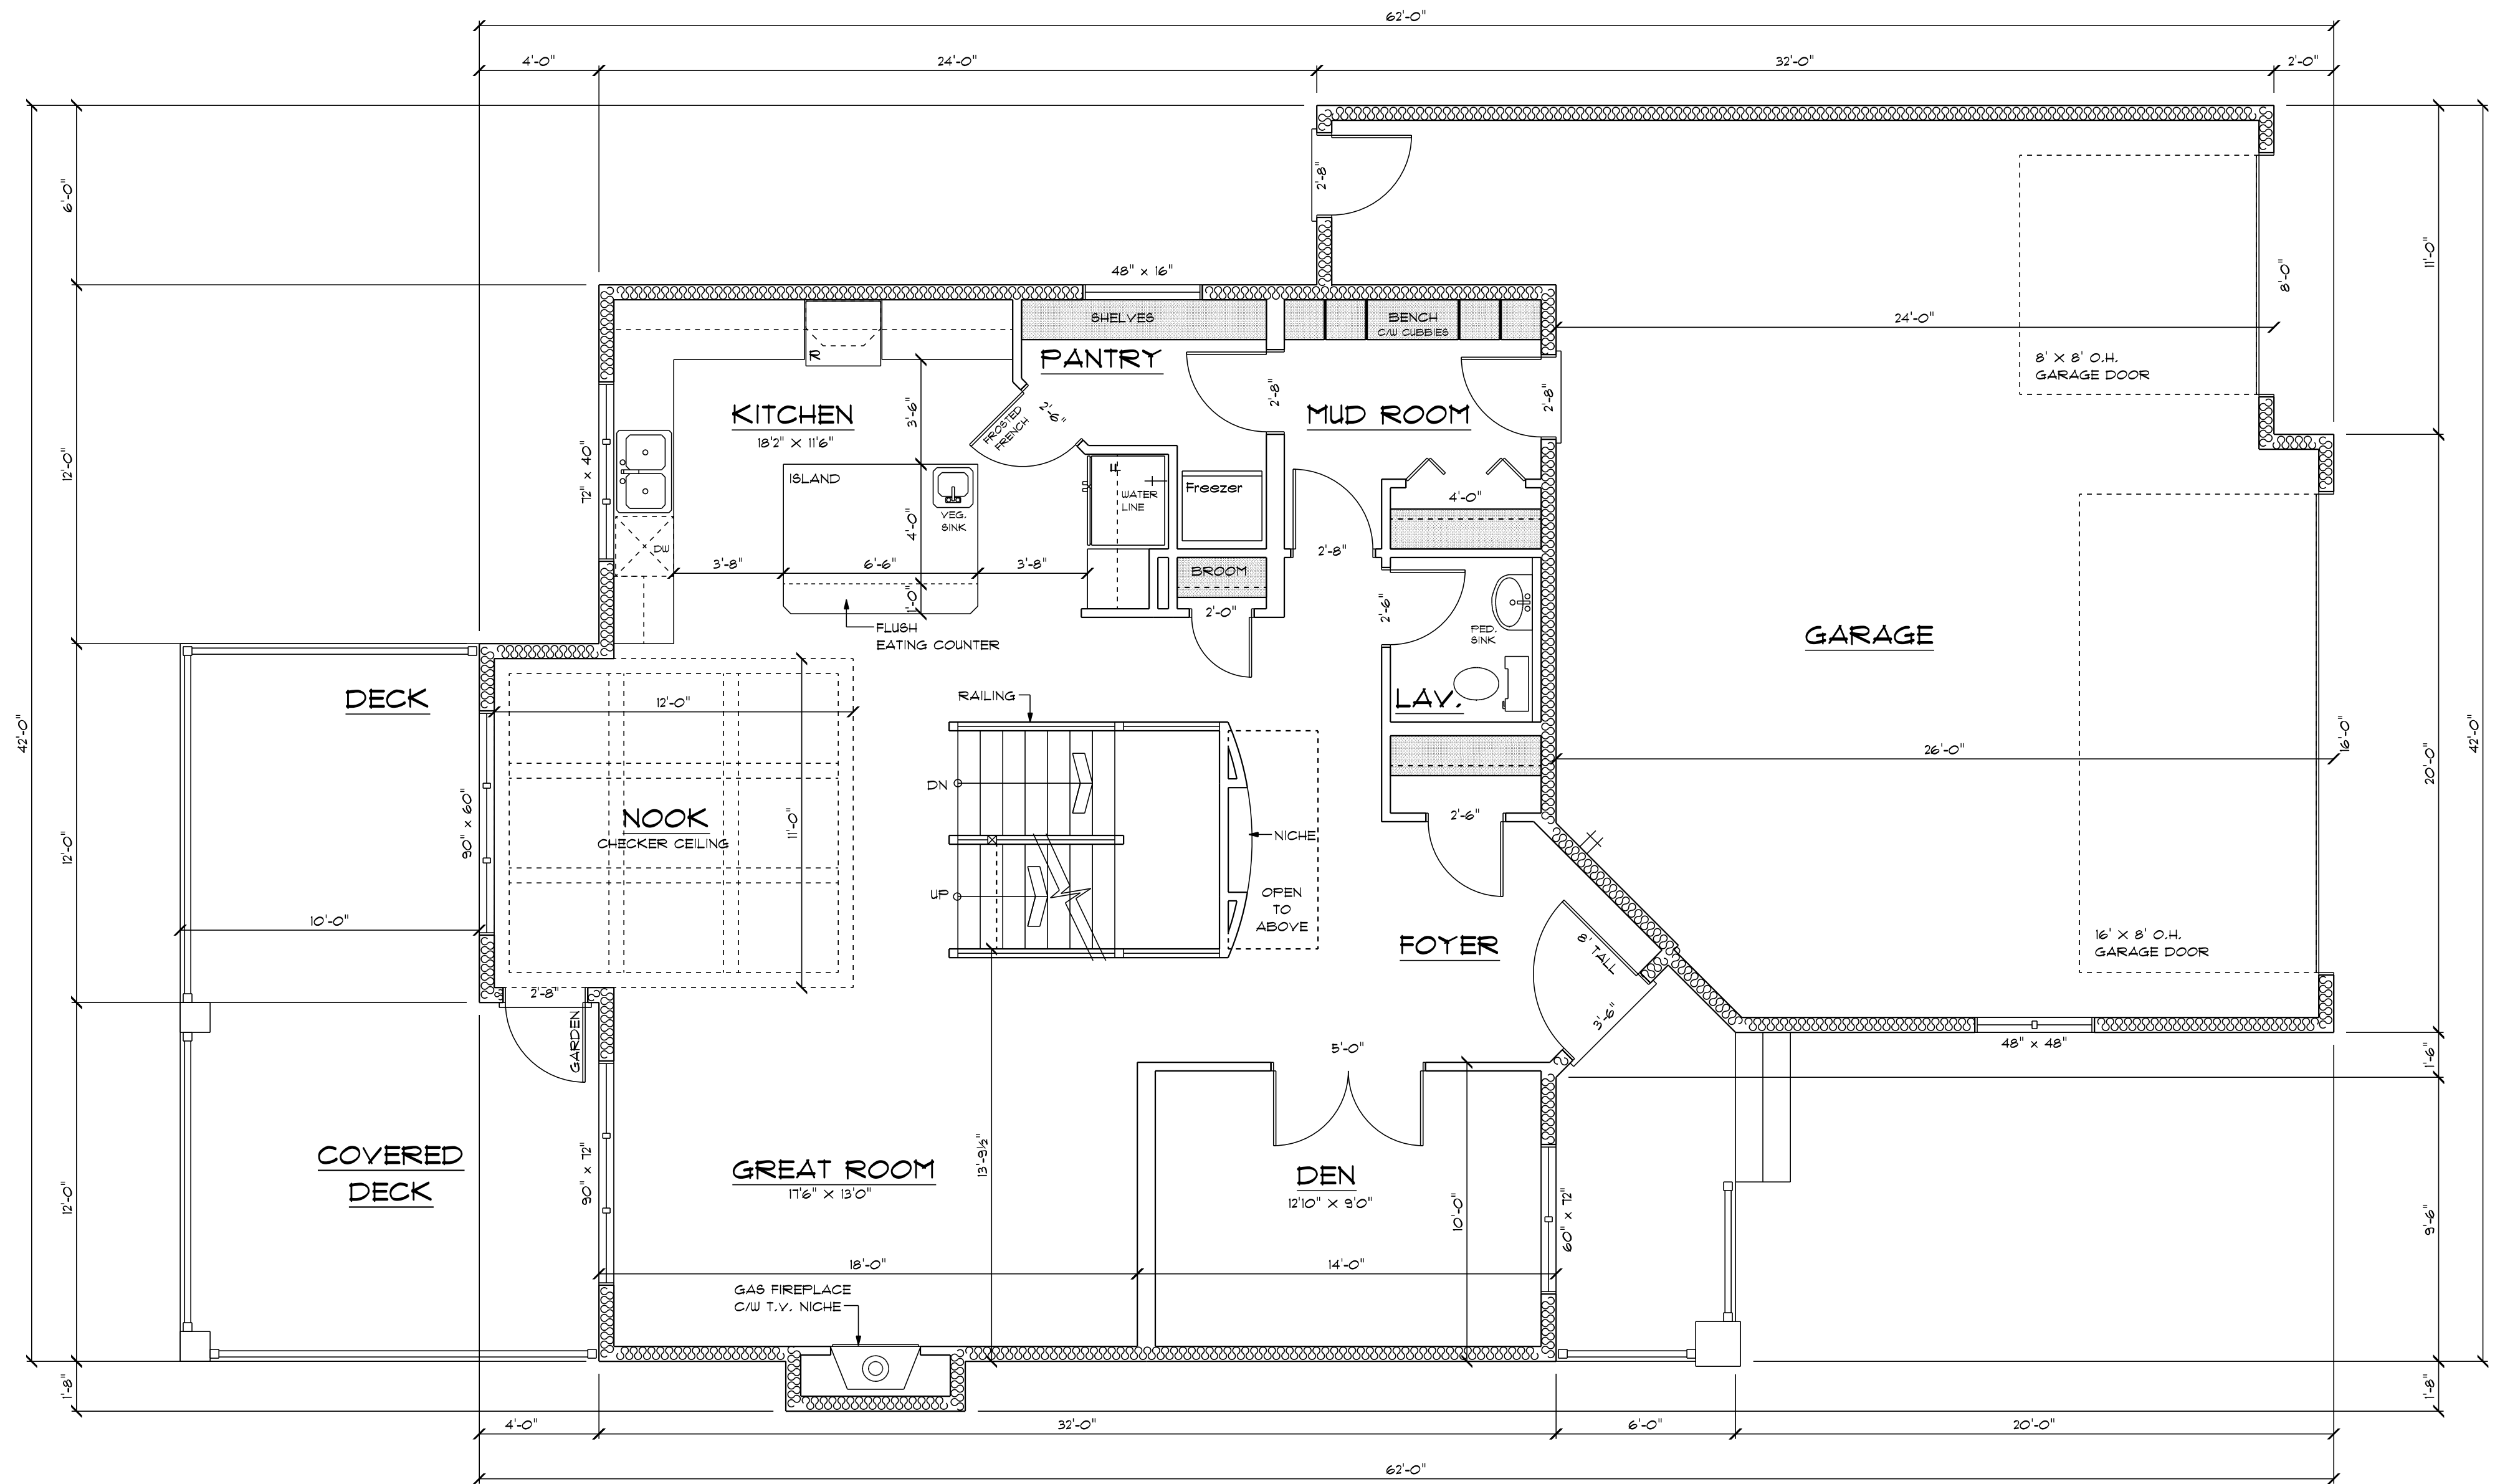 62'-0"
4'-0"
24'-0"
32'-0"
2'-0"
6'-0"
2'-8"
11'-0"
8'-0"
48" x 16"
SHELVES
BENCH
C/W CUBBIES
24'-0"
R
PANTRY
8' X 8' O.H.
GARAGE DOOR
KITCHEN
18'2" X 11'6"
3'-6"
FROSTED
FRENCH
2'-6"
2'-8"
MUD ROOM
2'-8"
12'-0"
72" x 40"
ISLAND
VEG.
SINK
WATER
LINE
Freezer
4'-0"
4'-0"
DW
3'-8"
6'-6"
3'-8"
2'-8"
BROOM
1'-0"
2'-0"
2'-6"
FLUSH
EATING COUNTER
PED.
SINK
GARAGE
DECK
12'-0"
RAILING
LAV.
42'-0"
16'-0"
42'-0"
26'-0"
20'-0"
DN
90" x 60"
NOOK
CHECKER CEILING
11'-0"
12'-0"
2'-6"
NICHE
UP
OPEN
TO
ABOVE
10'-0"
FOYER
8' TALL
16' X 8' O.H.
GARAGE DOOR
2'-8"
GARDEN
3'-6"
5'-0"
48" x 48"
1'-6"
COVERED
DECK
12'-0"
90" x 72"
GREAT ROOM
17'6" X 13'0"
13'-9½"
DEN
12'10" X 9'0"
10'-0"
60" x 72"
9'-6"
18'-0"
14'-0"
GAS FIREPLACE
C/W T.V. NICHE
1'-8"
1'-8"
4'-0"
32'-0"
6'-0"
20'-0"
62'-0"